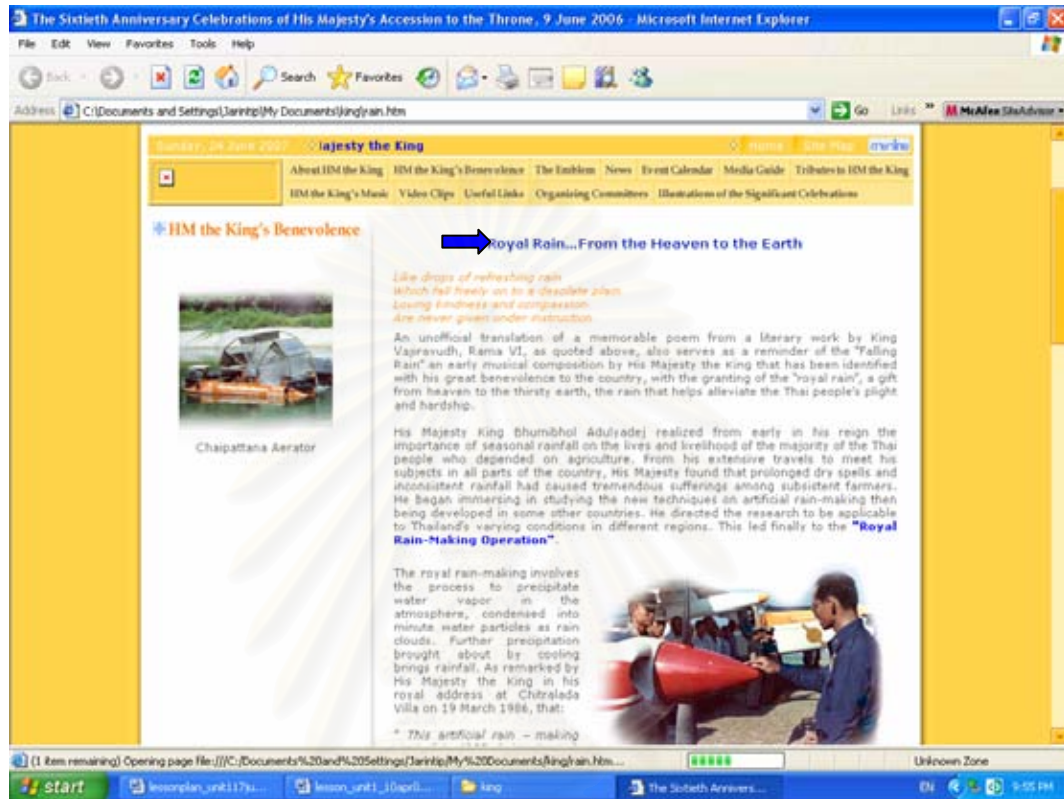 The Sixtieth Anniversary Celebrations of His Majesty's Accession to the Throne, 9 June 2006 - Microsoft Internet Explorer
File Edit View Favorites Tools Help
Back Search Favorites
Address C:\Documents and Settings\Jarintip\My Documents\king\rain.htm Go Links McAfee SiteAdvisor
Sunday, 24 June 2007 ajesty the King Home Site Map ภาษาไทย
About HM the King HM the King's Benevolence The Emblem News Event Calendar Media Guide Tributes to HM the King
HM the King's Music Video Clips Useful Links Organizing Committees Illustrations of the Significant Celebrations
HM the King's Benevolence
Chaipattana Aerator
Royal Rain...From the Heaven to the Earth
Like drops of refreshing rain
Which fall freely on to a desolate plain
Loving kindness and compassion
Are never given under instruction
An unofficial translation of a memorable poem from a literary work by King
Vapravudh, Rama VI, as quoted above, also serves as a reminder of the "Falling
Rain" an early musical composition by His Majesty the King that has been identified
with his great benevolence to the country, with the granting of the "royal rain", a gift
from heaven to the thirsty earth, the rain that helps alleviate the Thai people's plight
and hardship.
His Majesty King Bhumibhol Adulyadej realized from early in his reign the
importance of seasonal rainfall on the lives and livelihood of the majority of the Thai
people who depended on agriculture. From his extensive travels to meet his
subjects in all parts of the country, His Majesty found that prolonged dry spells and
inconsistent rainfall had caused tremendous sufferings among subsistent farmers.
He began immersing in studying the new techniques on artificial rain-making then
being developed in some other countries. He directed the research to be applicable
to Thailand's varying conditions in different regions. This led finally to the "Royal
Rain-Making Operation".
The royal rain-making involves
the process to precipitate
water vapor in the
atmosphere, condensed into
minute water particles as rain
clouds. Further precipitation
brought about by cooling
brings rainfall. As remarked by
His Majesty the King in his
royal address at Chitralada
Villa on 19 March 1986, that:
" This artificial rain – making
(1 item remaining) Opening page file:///C:/Documents%20and%20Settings/Jarintip/My%20Documents/king/rain.htm... Unknown Zone
start lessonplan_unit117ju... lesson_unit1_10april... king The Sixtieth Annivers... EN 9:55 PM